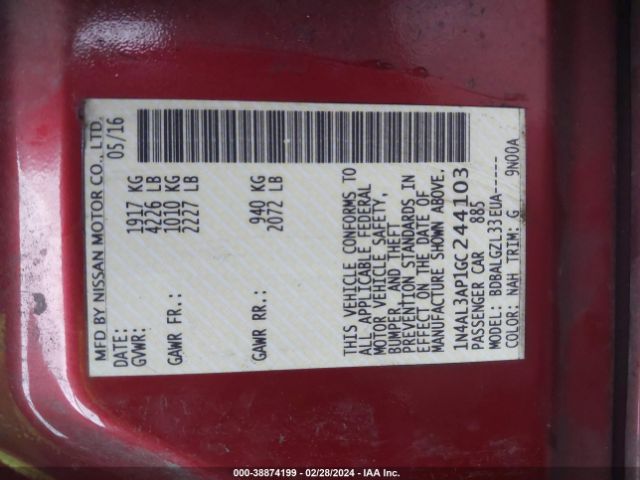 MFD BY NISSAN MOTOR CO., LTD.
DATE: 05/16
GVWR: 1917 KG
4226 LB
GAWR FR.: 1010 KG
2227 LB
GAWR RR.: 940 KG
2072 LB
THIS VEHICLE CONFORMS TO
ALL APPLICABLE FEDERAL
MOTOR VEHICLE SAFETY,
BUMPER, AND THEFT
PREVENTION STANDARDS IN
EFFECT ON THE DATE OF
MANUFACTURE SHOWN ABOVE.
1N4AL3AP1GC244103
PASSENGER CAR 885
MODEL: BDBALGZL33EUA-----
COLOR: NAH TRIM: G 9N00A
000-38874199 — 02/28/2024 — IAA Inc.